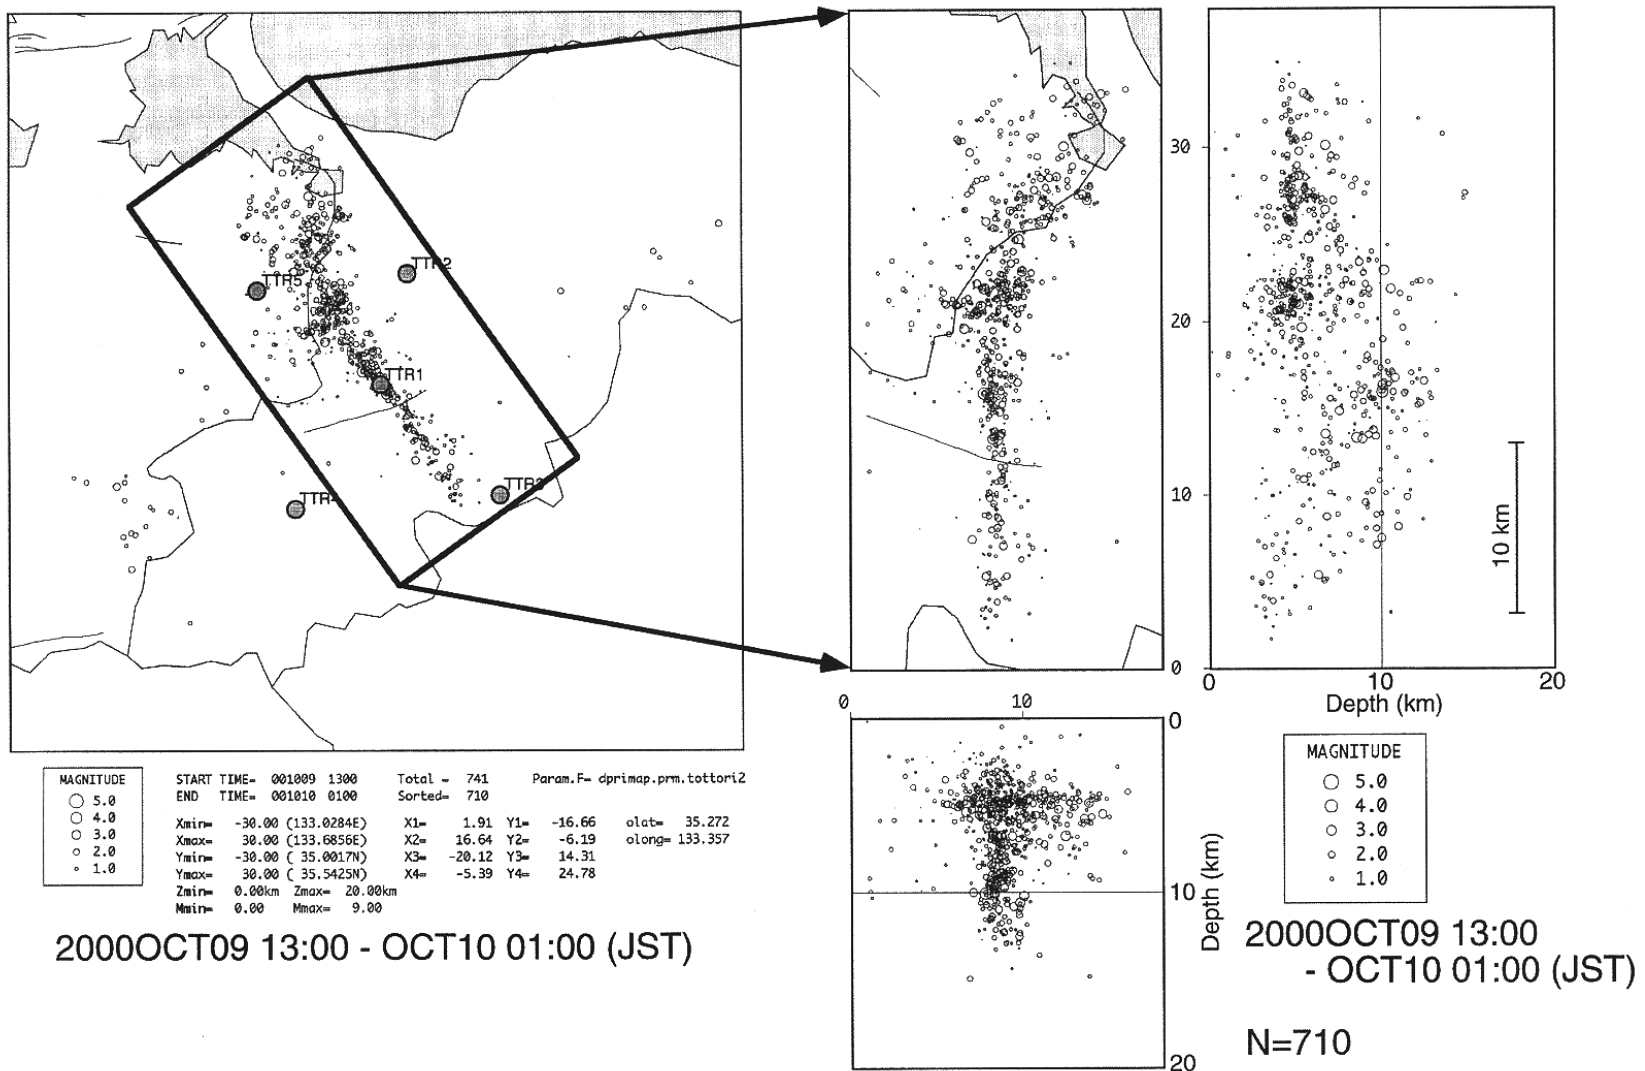 TTR5
TTR2
TTR1
TTR3
30
20
10
0
10 km
0
10
20
Depth (km)
0
10
0
10
20
Depth (km)
MAGNITUDE
5.0
4.0
3.0
2.0
1.0
START TIME= 001009 1300 Total = 741 Param.F= dprimap.prm.tottori2
END TIME= 001010 0100 Sorted= 710
Xmin= -30.00 (133.0284E) X1= 1.91 Y1= -16.66 olat= 35.272
Xmax= 30.00 (133.6856E) X2= 16.64 Y2= -6.19 olong= 133.357
Ymin= -30.00 ( 35.0017N) X3= -20.12 Y3= 14.31
Ymax= 30.00 ( 35.5425N) X4= -5.39 Y4= 24.78
Zmin= 0.00km Zmax= 20.00km
Mmin= 0.00 Mmax= 9.00
2000OCT09 13:00 - OCT10 01:00 (JST)
MAGNITUDE
5.0
4.0
3.0
2.0
1.0
2000OCT09 13:00
- OCT10 01:00 (JST)
N=710